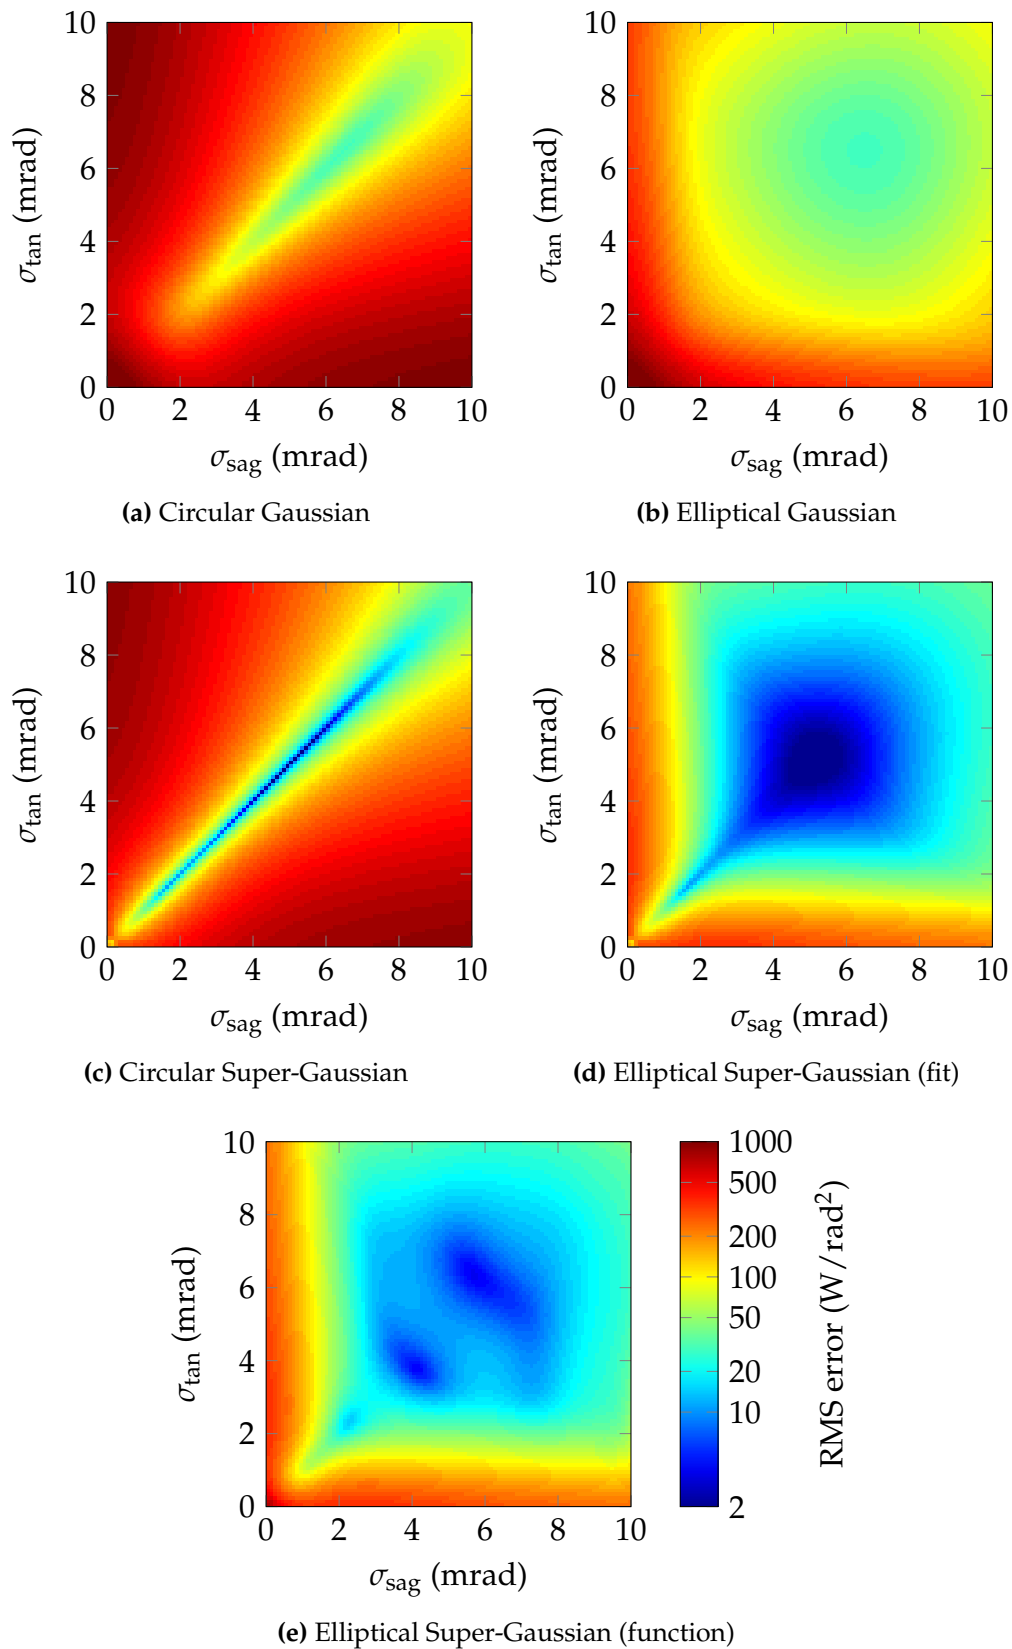 10
8
6
4
2
0
σtan (mrad)
0 2 4 6 8 10
σsag (mrad)
(a) Circular Gaussian
10
8
6
4
2
0
σtan (mrad)
0 2 4 6 8 10
σsag (mrad)
(b) Elliptical Gaussian
10
8
6
4
2
0
σtan (mrad)
0 2 4 6 8 10
σsag (mrad)
(c) Circular Super-Gaussian
10
8
6
4
2
0
σtan (mrad)
0 2 4 6 8 10
σsag (mrad)
(d) Elliptical Super-Gaussian (fit)
10
8
6
4
2
0
σtan (mrad)
0 2 4 6 8 10
σsag (mrad)
1000
500
200
100
50
20
10
2
RMS error (W/rad²)
(e) Elliptical Super-Gaussian (function)